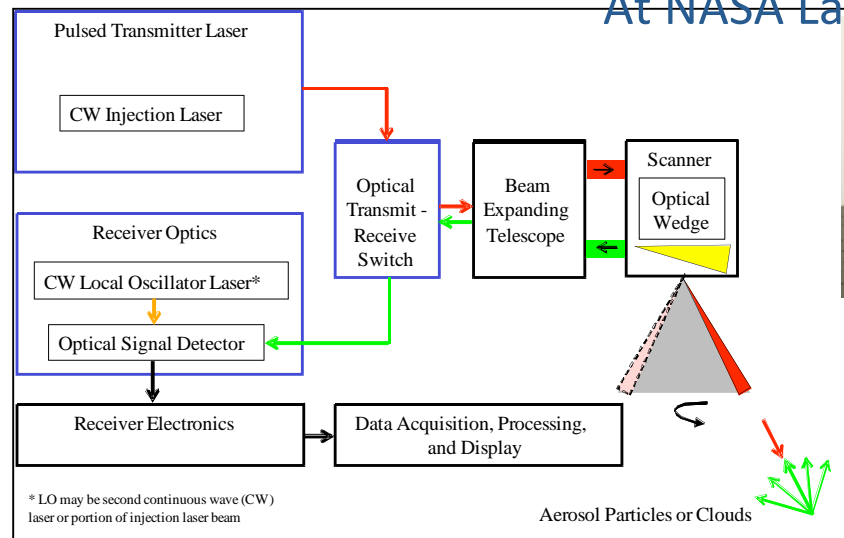 At NASA La
Pulsed Transmitter Laser
CW Injection Laser
Optical
Transmit -
Receive
Switch
Beam
Expanding
Telescope
Scanner
Optical
Wedge
Receiver Optics
CW Local Oscillator Laser*
Optical Signal Detector
Receiver Electronics
Data Acquisition, Processing,
and Display
* LO may be second continuous wave (CW)
laser or portion of injection laser beam
Aerosol Particles or Clouds